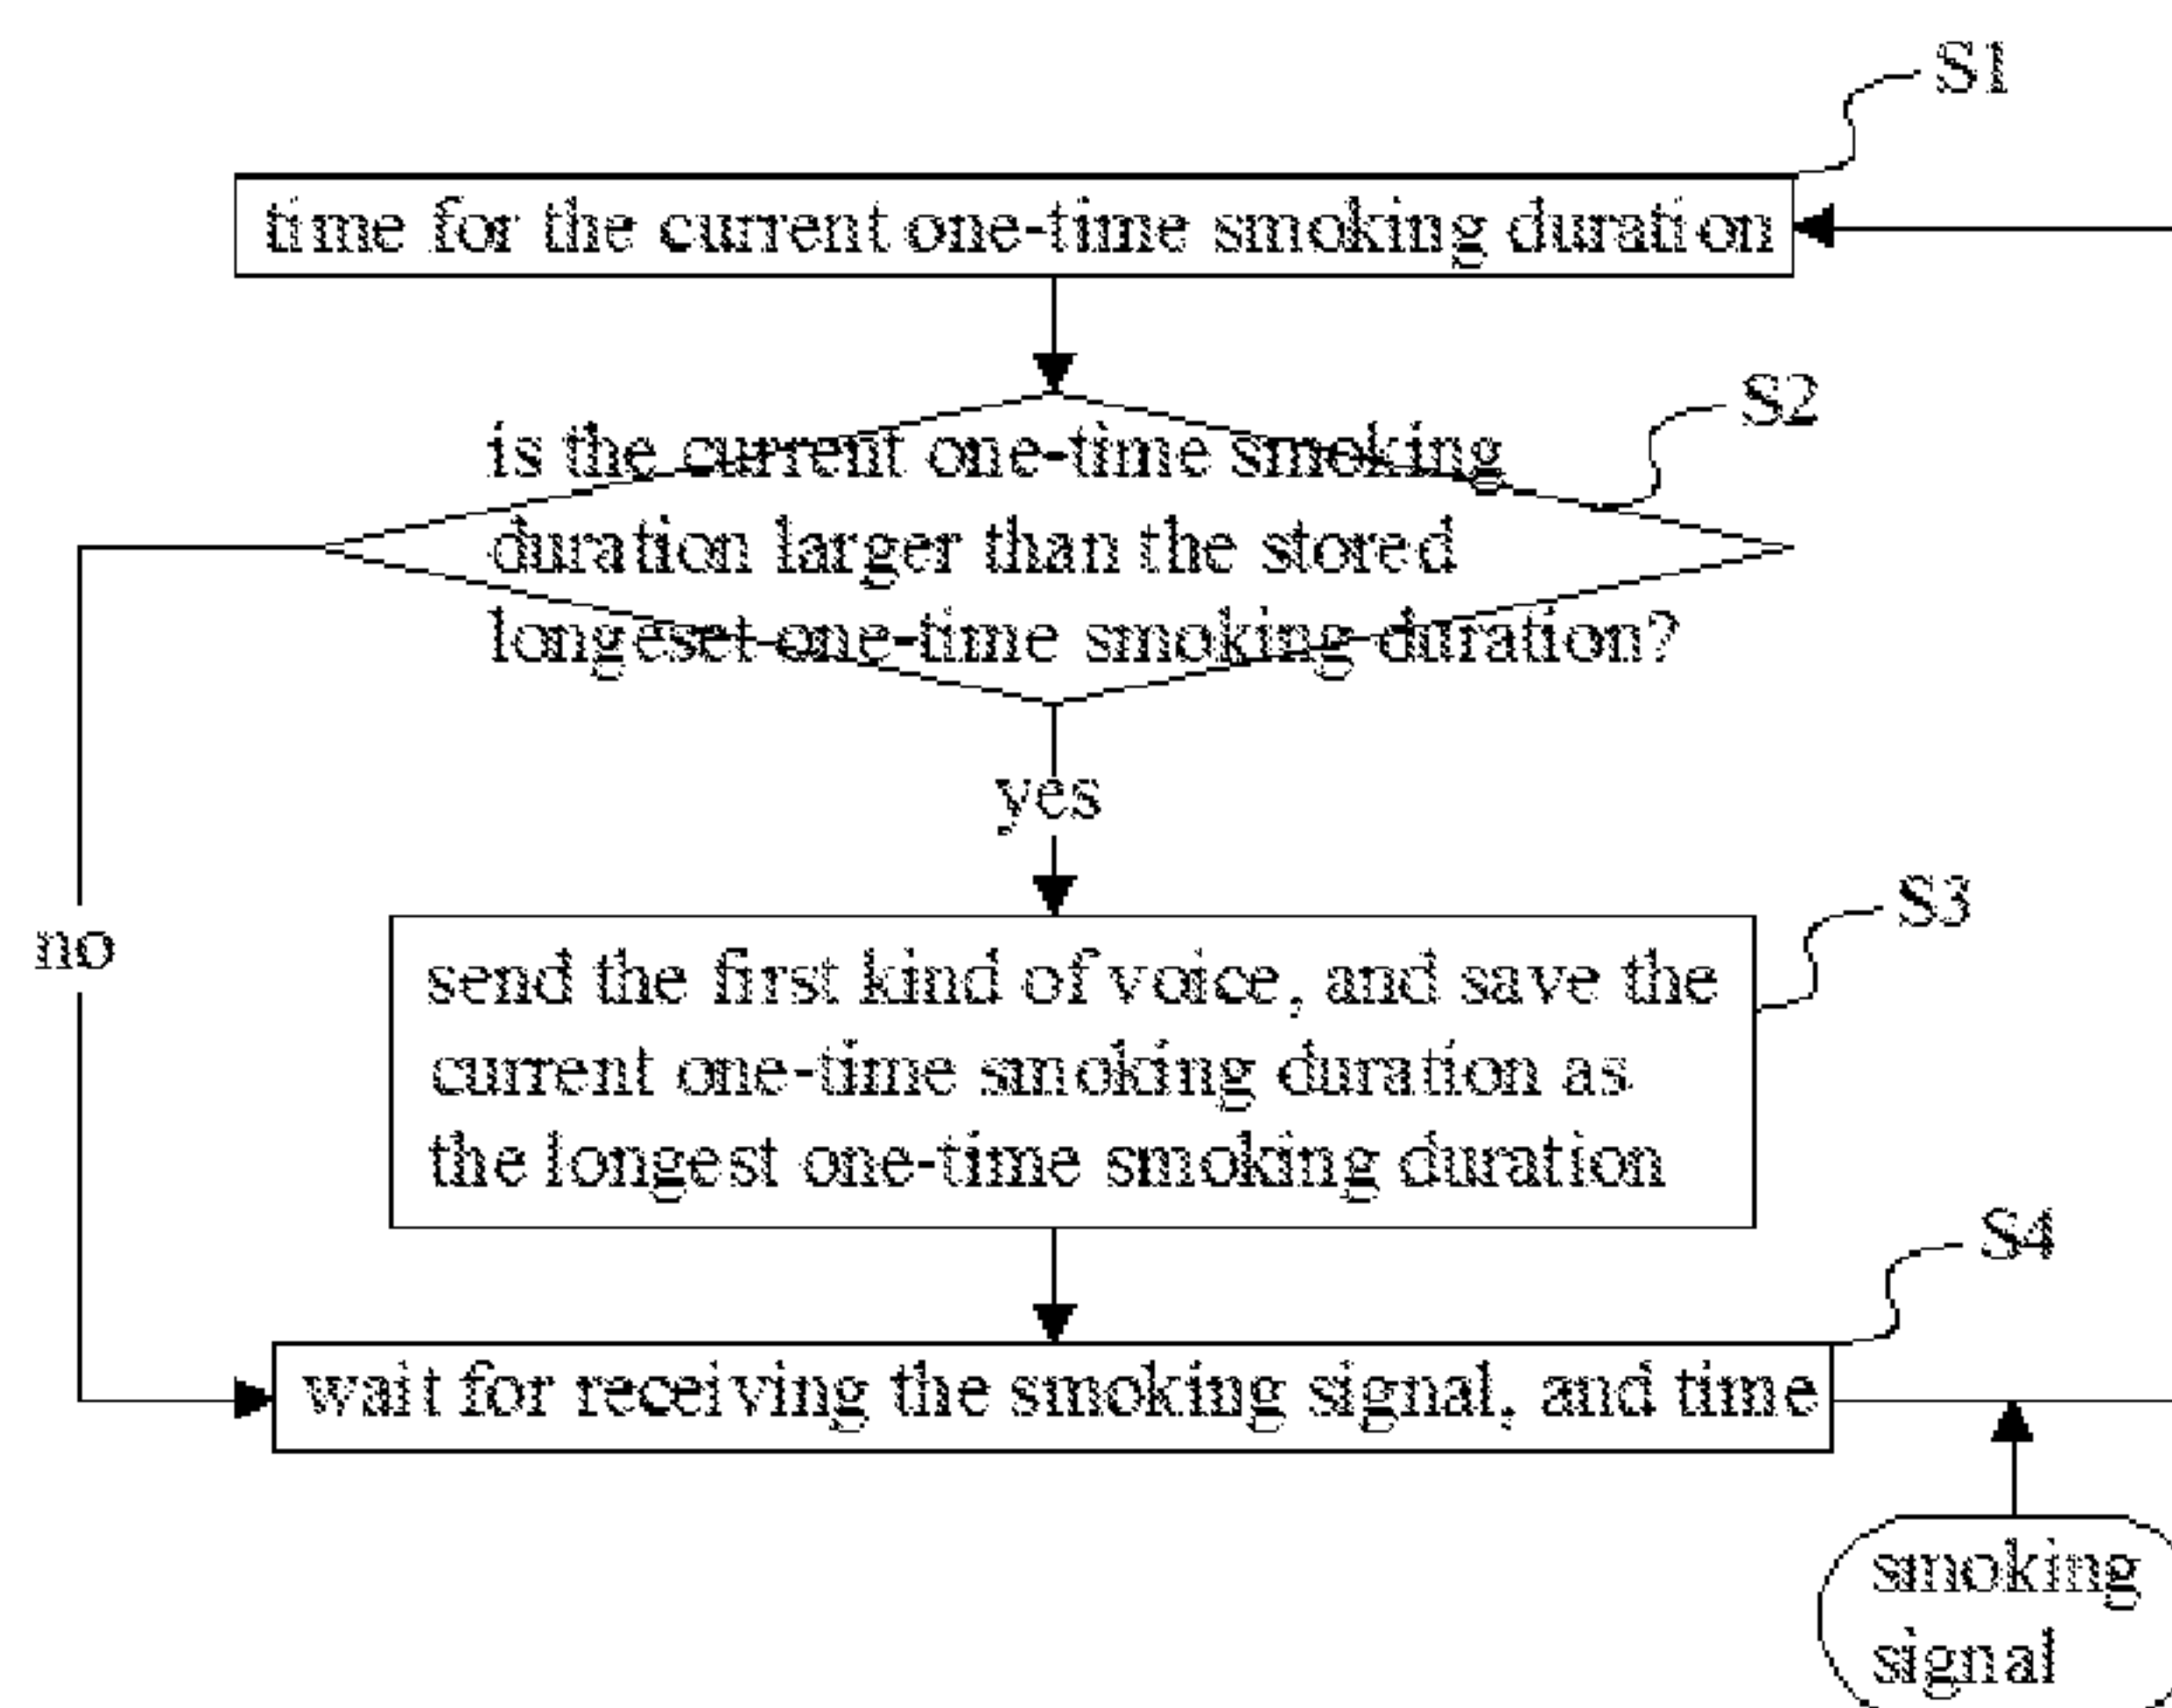 S1
time for the current one-time smoking duration
S2
is the current one-time smoking
duration larger than the stored
longeset one-time smoking duration?
yes
no
S3
send the first kind of voice, and save the
current one-time smoking duration as
the longest one-time smoking duration
S4
wait for receiving the smoking signal, and time
smoking
signal